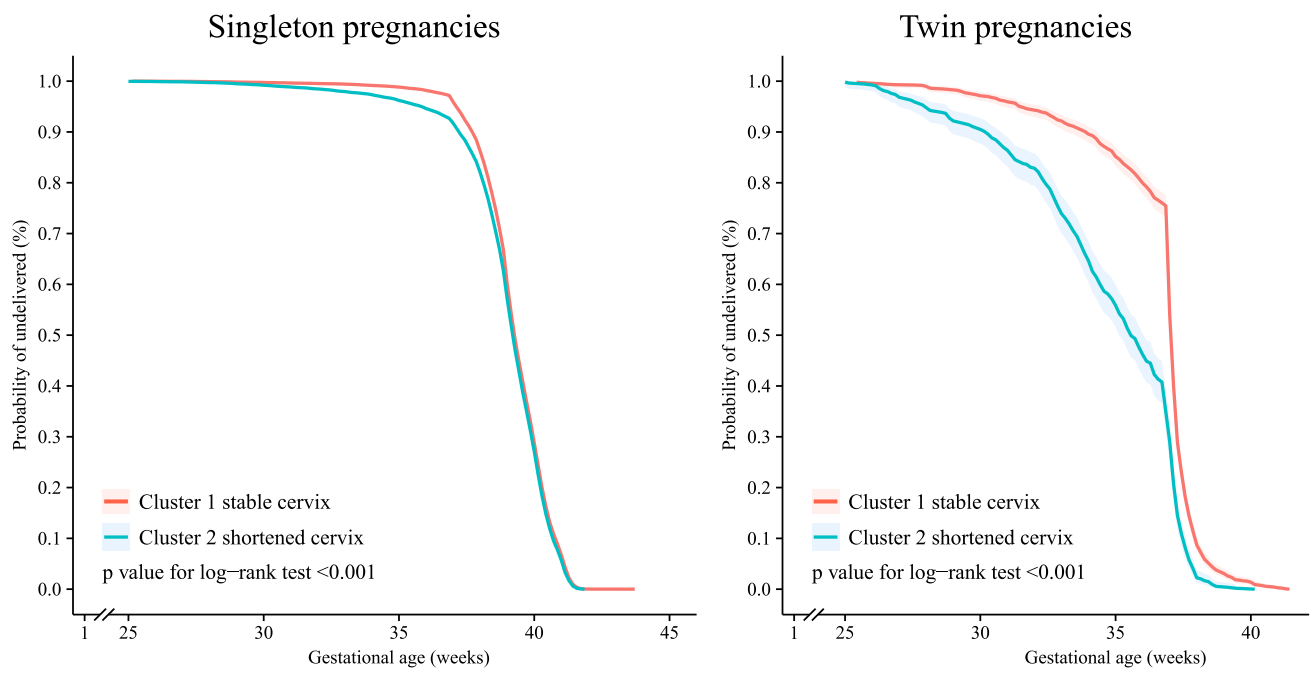 Singleton pregnancies
Probability of undelivered (%)
1.0
0.9
0.8
0.7
0.6
0.5
0.4
0.3
0.2
0.1
0.0
Cluster 1 stable cervix
Cluster 2 shortened cervix
p value for log−rank test <0.001
1 25 30 35 40 45
Gestational age (weeks)
Twin pregnancies
Probability of undelivered (%)
1.0
0.9
0.8
0.7
0.6
0.5
0.4
0.3
0.2
0.1
0.0
Cluster 1 stable cervix
Cluster 2 shortened cervix
p value for log−rank test <0.001
1 25 30 35 40
Gestational age (weeks)